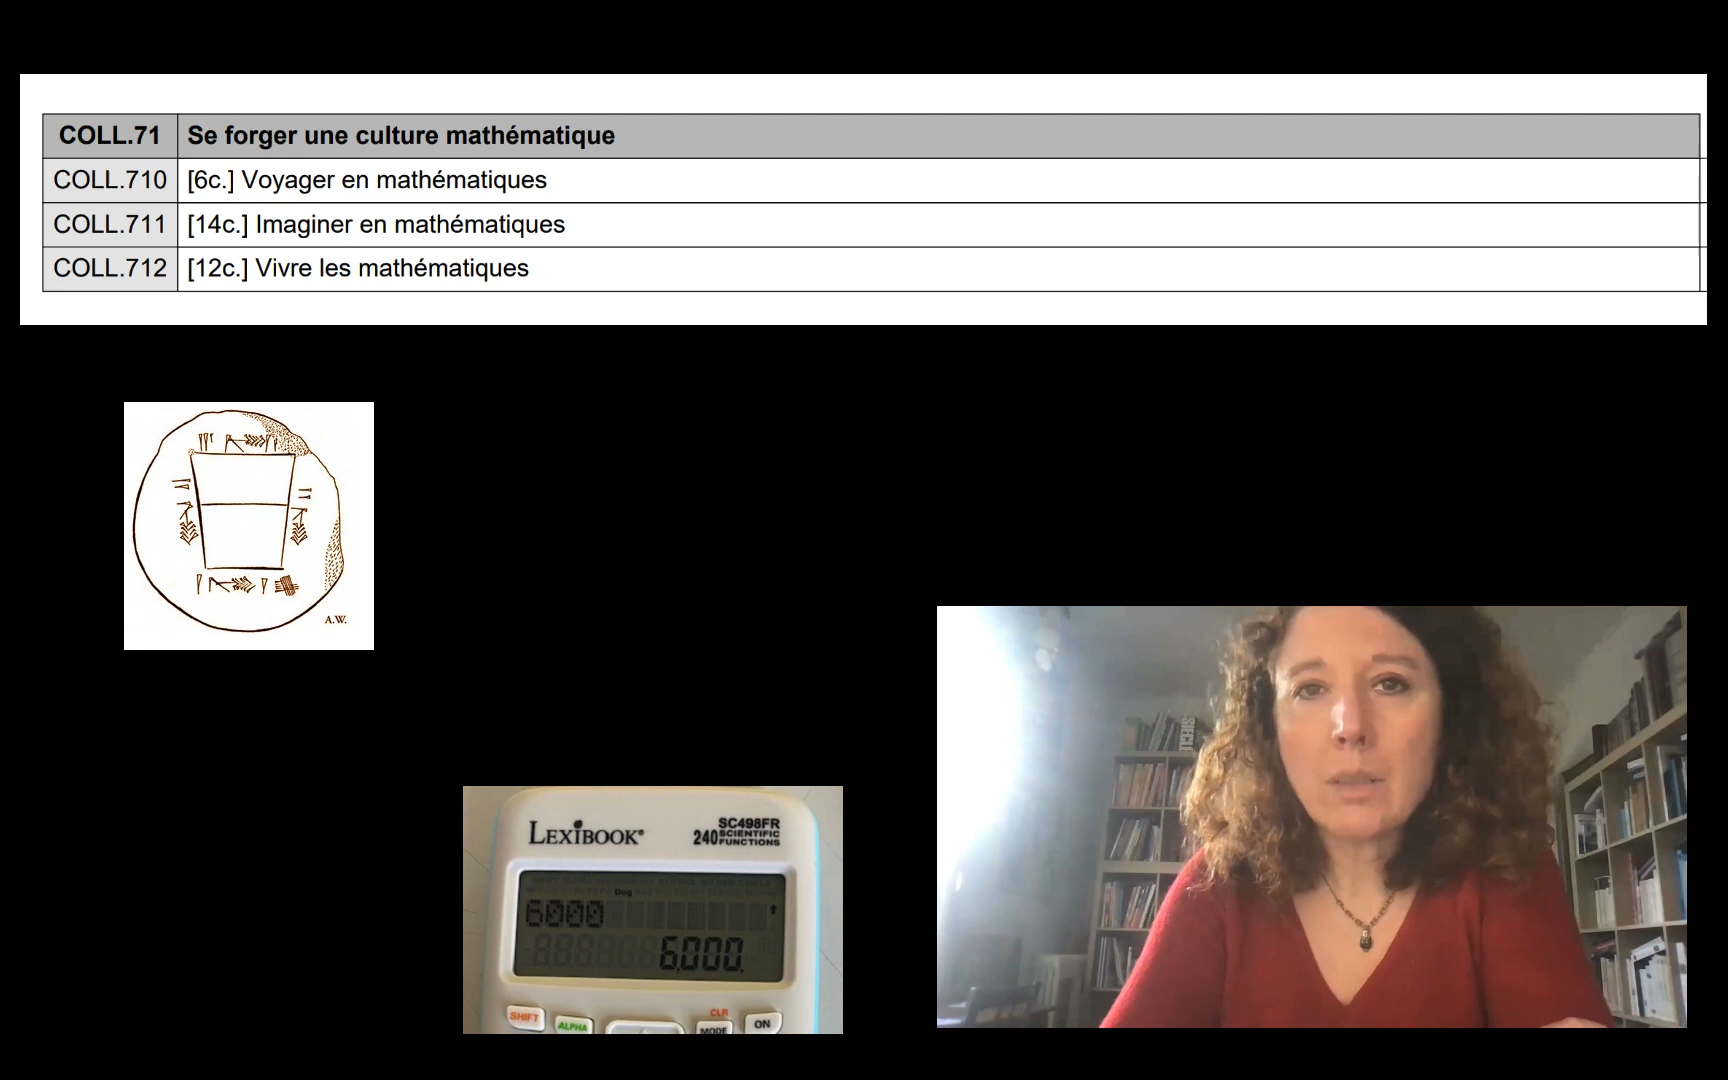 COLL.71 Se forger une culture mathématique
COLL.710 [6c.] Voyager en mathématiques
COLL.711 [14c.] Imaginer en mathématiques
COLL.712 [12c.] Vivre les mathématiques
A.W.
SIECLE
LEXIBOOK®
SC498FR
240 SCIENTIFIC
FUNCTIONS
Deg
6000
6,000.
SHIFT
ALPHA
CLR
MODE
ON